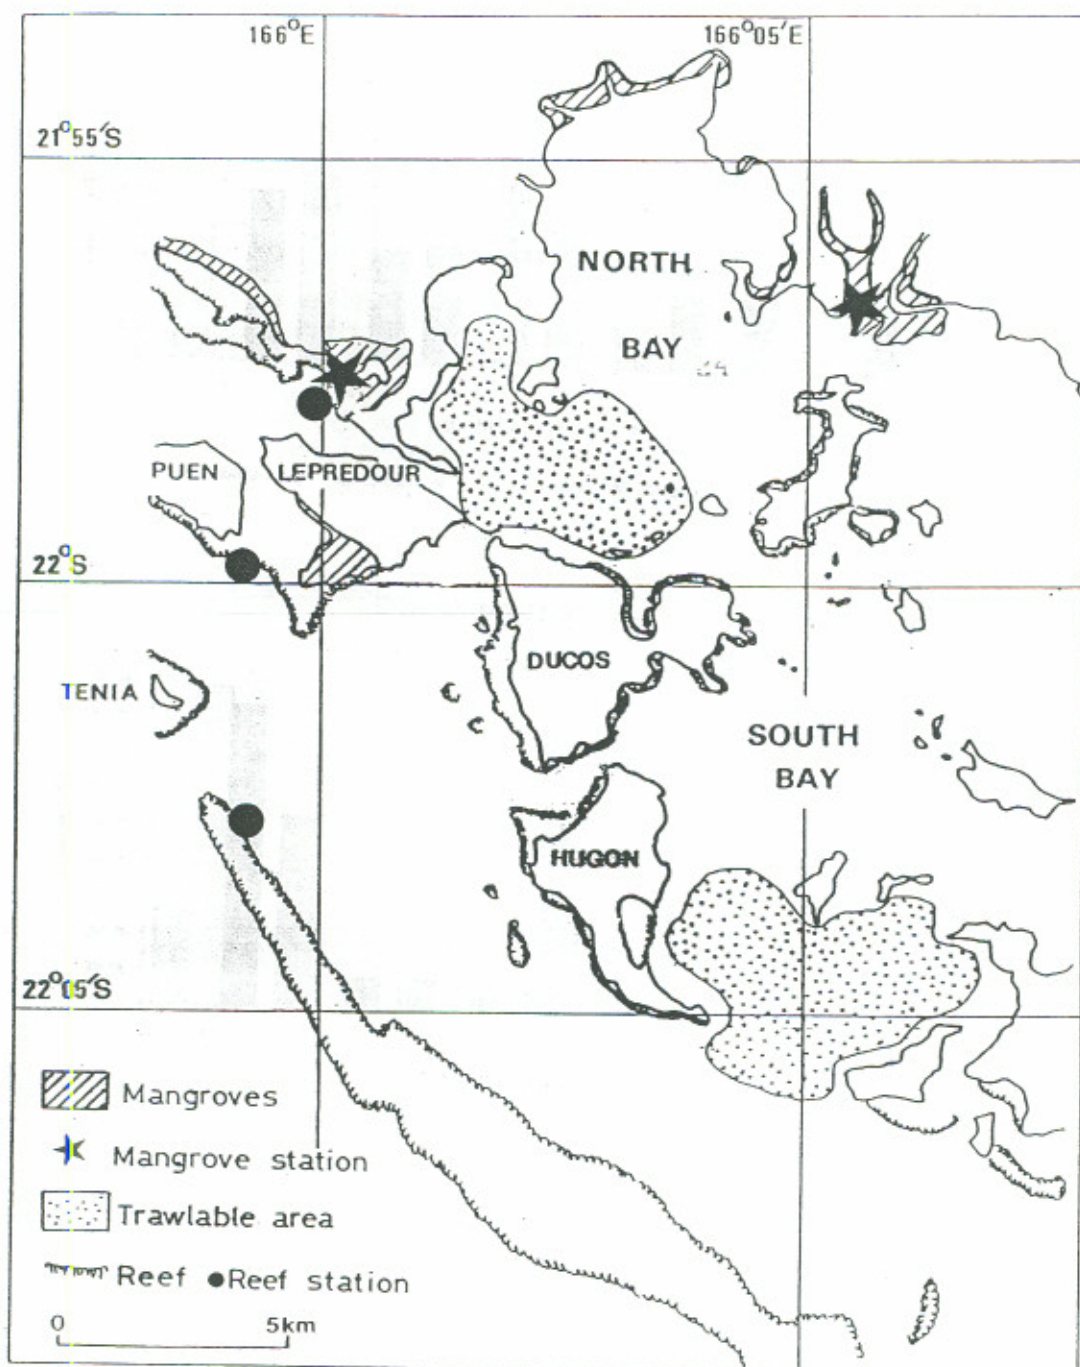 166°E
166°05'E
21°55'S
NORTH
BAY
24
PUEN
LEPREDOUR
22°S
DUCOS
TENIA
SOUTH
BAY
HUGON
22°05'S
Mangroves
Mangrove station
Trawlable area
Reef ●Reef station
0 5km